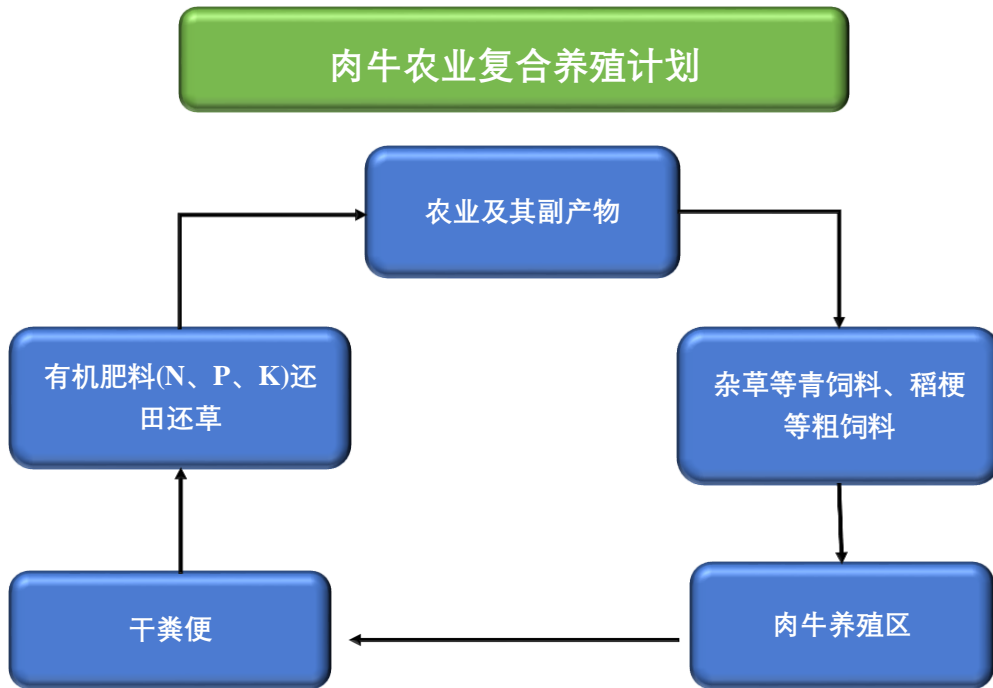 肉牛农业复合养殖计划
农业及其副产物
有机肥料(N、P、K)还
田还草
杂草等青饲料、稻梗
等粗饲料
干粪便
肉牛养殖区